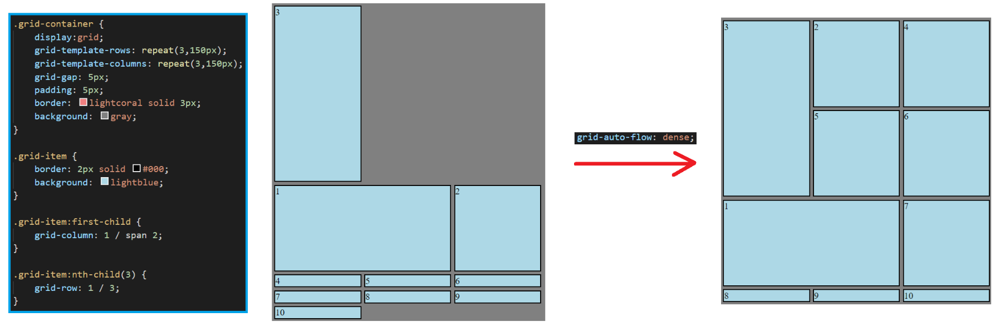 .grid-container {
display:grid;
grid-template-rows: repeat(3,150px);
grid-template-columns: repeat(3,150px);
grid-gap: 5px;
padding: 5px;
border: lightcoral solid 3px;
background: gray;
}
.grid-item {
border: 2px solid #000;
background: lightblue;
}
.grid-item:first-child {
grid-column: 1 / span 2;
}
.grid-item:nth-child(3) {
grid-row: 1 / 3;
}
3
1 2
4 5 6
7 8 9
10
grid-auto-flow: dense;
3 2 4
5 6
1 7
8 9 10